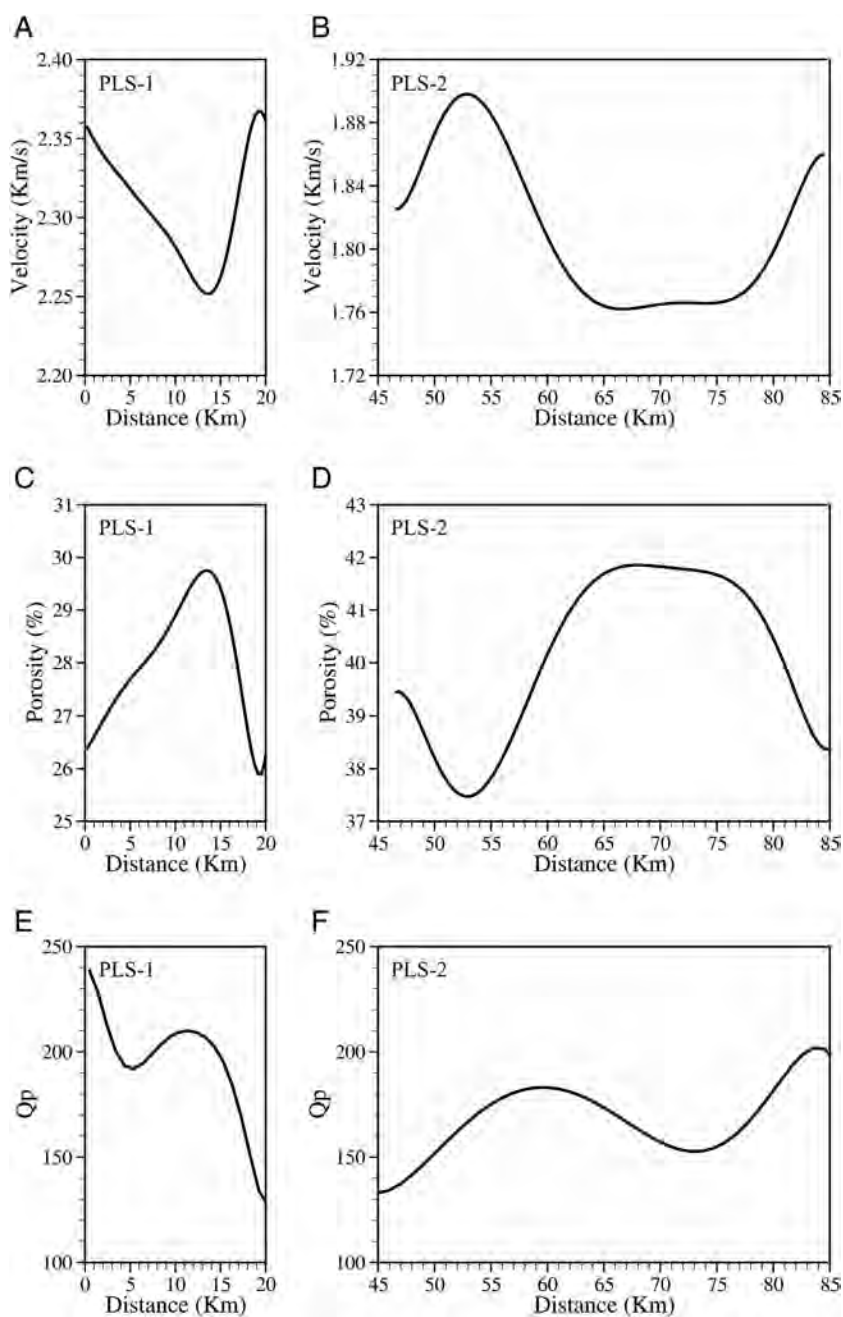 A
B
2.40
2.35
2.30
2.25
2.20
Velocity (Km/s)
PLS-1
0 5 10 15 20
Distance (Km)
1.92
1.88
1.84
1.80
1.76
1.72
Velocity (Km/s)
PLS-2
45 50 55 60 65 70 75 80 85
Distance (Km)
C
D
31
30
29
28
27
26
25
Porosity (%)
PLS-1
0 5 10 15 20
Distance (Km)
43
42
41
40
39
38
37
Porosity (%)
PLS-2
45 50 55 60 65 70 75 80 85
Distance (Km)
E
F
250
200
150
100
Qp
PLS-1
0 5 10 15 20
Distance (Km)
250
200
150
100
Qp
PLS-2
45 50 55 60 65 70 75 80 85
Distance (Km)